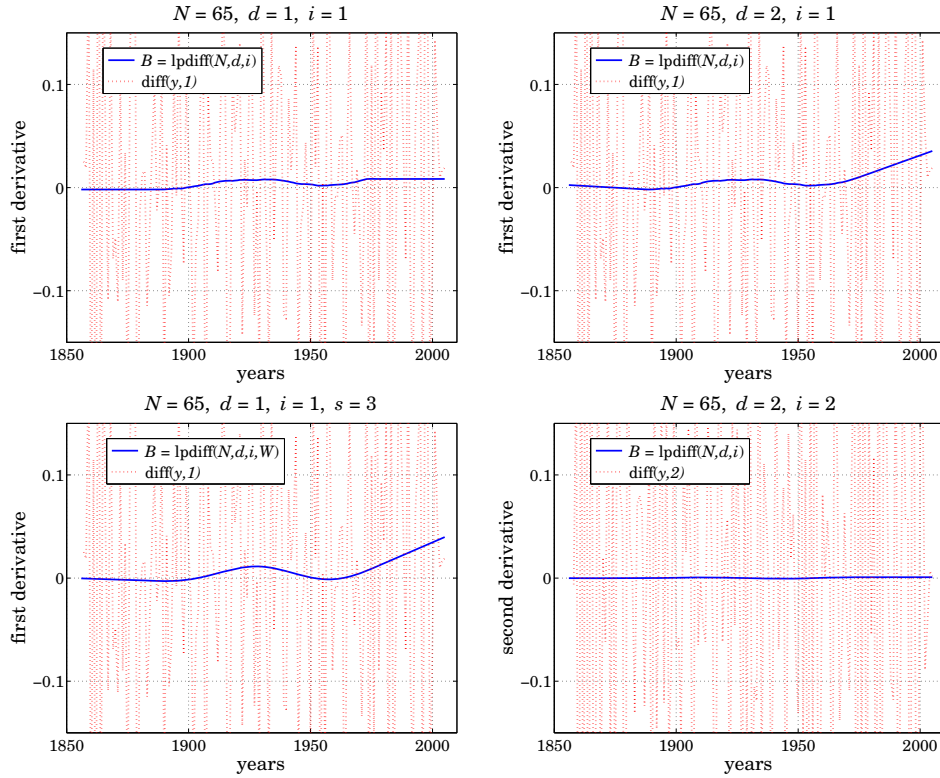 N = 65, d = 1, i = 1
B = lpdiff(N,d,i)
diff(y,1)
0.1
0
−0.1
first derivative
1850 1900 1950 2000
years
N = 65, d = 2, i = 1
B = lpdiff(N,d,i)
diff(y,1)
0.1
0
−0.1
first derivative
1850 1900 1950 2000
years
N = 65, d = 1, i = 1, s = 3
B = lpdiff(N,d,i,W)
diff(y,1)
0.1
0
−0.1
first derivative
1850 1900 1950 2000
years
N = 65, d = 2, i = 2
B = lpdiff(N,d,i)
diff(y,2)
0.1
0
−0.1
second derivative
1850 1900 1950 2000
years